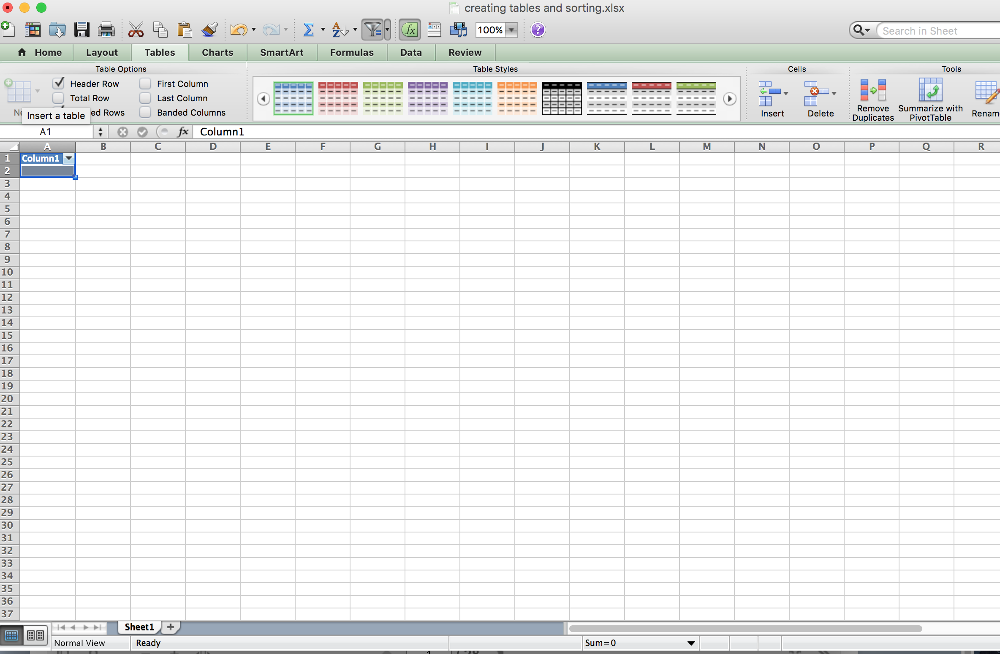 creating tables and sorting.xlsx
100%
Search in Sheet
Home Layout Tables Charts SmartArt Formulas Data Review
Table Options Table Styles Cells Tools
Header Row First Column
Total Row Last Column
ed Rows Banded Columns
Insert a table
Insert Delete
Remove Duplicates
Summarize with PivotTable
Renam
A1 fx Column1
A B C D E F G H I J K L M N O P Q R
1 Column1
2
3
4
5
6
7
8
9
10
11
12
13
14
15
16
17
18
19
20
21
22
23
24
25
26
27
28
29
30
31
32
33
34
35
36
37
Sheet1 +
Normal View Ready Sum=0